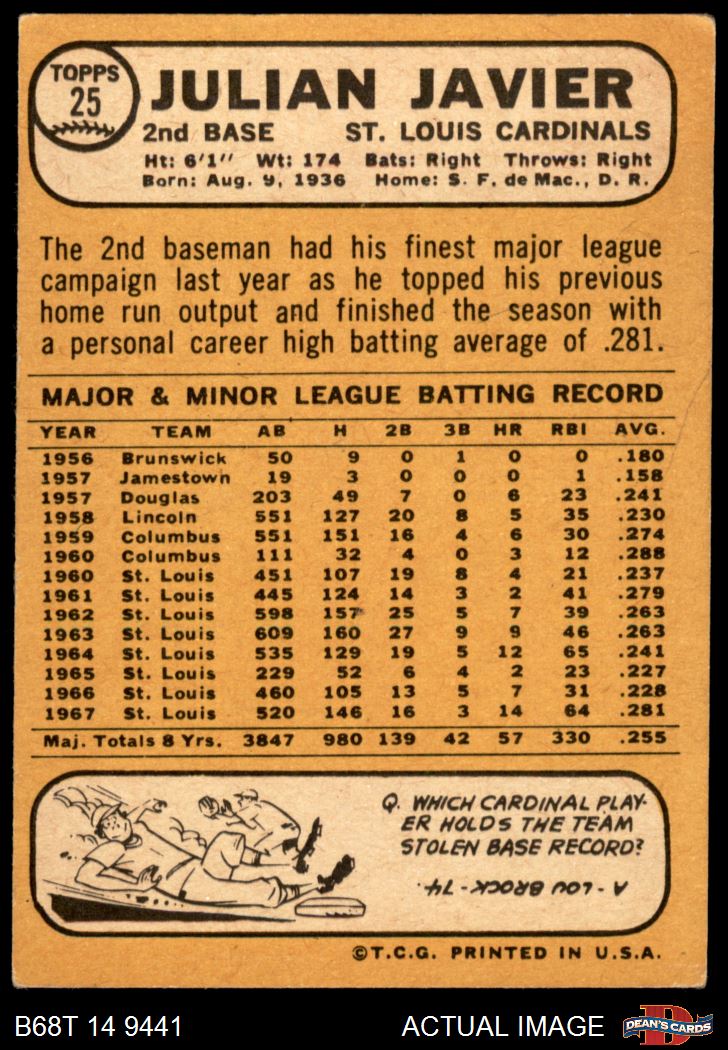 TOPPS
25
JULIAN JAVIER
2nd BASE ST. LOUIS CARDINALS
Ht: 6'1" Wt: 174 Bats: Right Throws: Right
Born: Aug. 9, 1936 Home: S. F. de Mac., D. R.
The 2nd baseman had his finest major league
campaign last year as he topped his previous
home run output and finished the season with
a personal career high batting average of .281.
MAJOR & MINOR LEAGUE BATTING RECORD
YEAR TEAM AB H 2B 3B HR RBI AVG.
1956 Brunswick 50 9 0 1 0 0 .180
1957 Jamestown 19 3 0 0 0 1 .158
1957 Douglas 203 49 7 0 6 23 .241
1958 Lincoln 551 127 20 8 5 35 .230
1959 Columbus 551 151 16 4 6 30 .274
1960 Columbus 111 32 4 0 3 12 .288
1960 St. Louis 451 107 19 8 4 21 .237
1961 St. Louis 445 124 14 3 2 41 .279
1962 St. Louis 598 157 25 5 7 39 .263
1963 St. Louis 609 160 27 9 9 46 .263
1964 St. Louis 535 129 19 5 12 65 .241
1965 St. Louis 229 52 6 4 2 23 .227
1966 St. Louis 460 105 13 5 7 31 .228
1967 St. Louis 520 146 16 3 14 64 .281
Maj. Totals 8 Yrs. 3847 980 139 42 57 330 .255
Q. WHICH CARDINAL PLAY-
ER HOLDS THE TEAM
STOLEN BASE RECORD?
A - LOU BROCK - 74.
©T.C.G. PRINTED IN U.S.A.
B68T 14 9441 ACTUAL IMAGE
D
DEAN'S CARDS